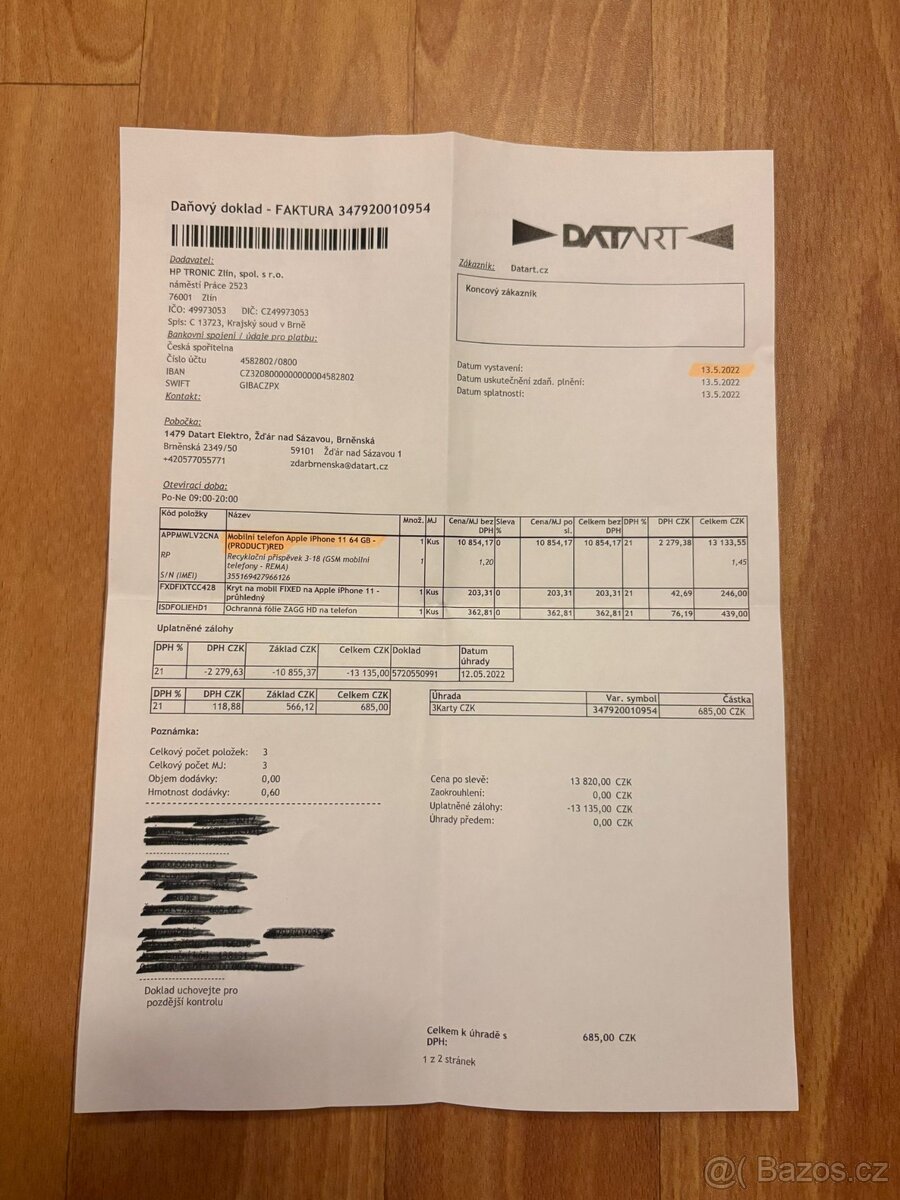 Daňový doklad - FAKTURA 347920010954
DATART
Dodavatel:
HP TRONIC Zlín, spol. s r.o.
náměstí Práce 2523
76001 Zlín
IČO: 49973053 DIČ: CZ49973053
Spis: C 13723, Krajský soud v Brně
Bankovní spojení / údaje pro platbu:
Česká spořitelna
Číslo účtu 4582802/0800
IBAN CZ3208000000000004582802
SWIFT GIBACZPX
Kontakt:
Zákazník: Datart.cz
Koncový zákazník
Datum vystavení: 13.5.2022
Datum uskutečnění zdaň. plnění: 13.5.2022
Datum splatnosti: 13.5.2022
Pobočka:
1479 Datart Elektro, Žďár nad Sázavou, Brněnská
Brněnská 2349/50 59101 Žďár nad Sázavou 1
+420577055771 zdarbrnenska@datart.cz
Otevírací doba:
Po-Ne 09:00-20:00
Kód položky Název Množ. MJ Cena/MJ bez DPH Sleva % Cena/MJ po sl. Celkem bez DPH DPH % DPH CZK Celkem CZK
APPMWLV2CNA Mobilní telefon Apple iPhone 11 64 GB - (PRODUCT)RED 1 Kus 10 854,17 0 10 854,17 10 854,17 21 2 279,38 13 133,55
RP Recyklační příspěvek 3-18 (GSM mobilní telefony - REMA) 1 1,20 1,45
S/N (IMEI) 355169427966126
FXDFIXTCC428 Kryt na mobil FIXED na Apple iPhone 11 - průhledný 1 Kus 203,31 0 203,31 203,31 21 42,69 246,00
ISDFOLIEHD1 Ochranná fólie ZAGG HD na telefon 1 Kus 362,81 0 362,81 362,81 21 76,19 439,00
Uplatněné zálohy
DPH % DPH CZK Základ CZK Celkem CZK Doklad Datum úhrady
21 -2 279,63 -10 855,37 -13 135,00 5720550991 12.05.2022
DPH % DPH CZK Základ CZK Celkem CZK
21 118,88 566,12 685,00
Úhrada Var. symbol Částka
3Karty CZK 347920010954 685,00 CZK
Poznámka:
Celkový počet položek: 3
Celkový počet MJ: 3
Objem dodávky: 0,00
Hmotnost dodávky: 0,60
Cena po slevě: 13 820,00 CZK
Zaokrouhlení: 0,00 CZK
Uplatněné zálohy: -13 135,00 CZK
Úhrady předem: 0,00 CZK
Doklad uchovejte pro
pozdější kontrolu
Celkem k úhradě s DPH: 685,00 CZK
1 z 2 stránek
@( Bazos.cz